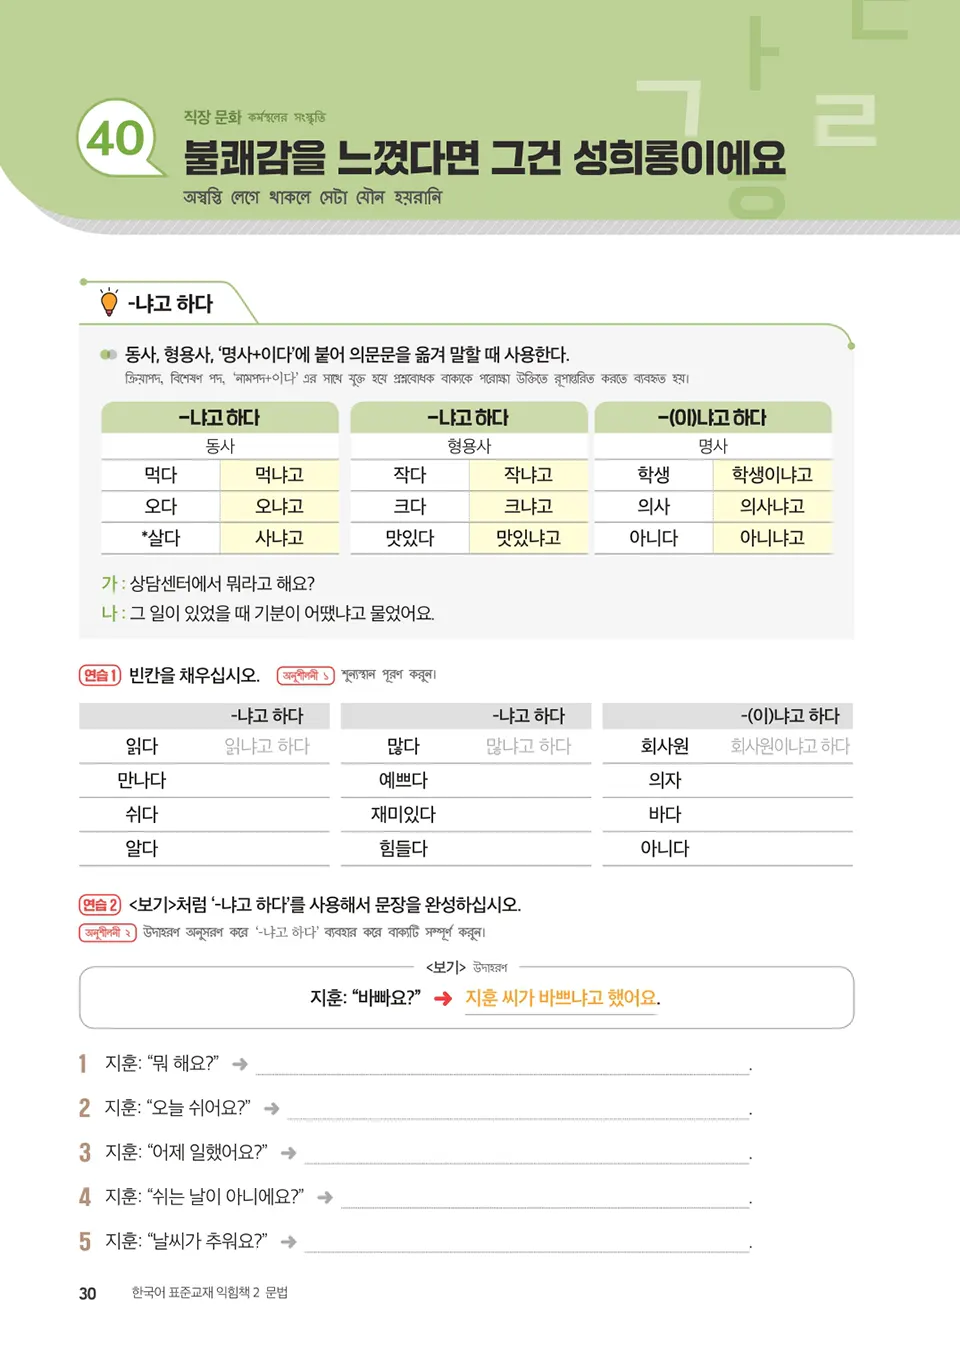 40
직장 문화 কর্মস্থলের সংস্কৃতি
불쾌감을 느꼈다면 그건 성희롱이에요
অস্বস্তি লেগে থাকলে সেটা যৌন হয়রানি
-냐고 하다
동사, 형용사, ‘명사+이다’에 붙어 의문문을 옮겨 말할 때 사용한다.
ক্রিয়াপদ, বিশেষণ পদ, ‘নামপদ+이다’ এর সাথে যুক্ত হয়ে প্রশ্নবোধক বাক্যকে পরোক্ষ উক্তিতে রূপান্তরিত করতে ব্যবহৃত হয়।
-냐고 하다 -냐고 하다 -(이)냐고 하다
동사 형용사 명사
먹다 먹냐고 작다 작냐고 학생 학생이냐고
오다 오냐고 크다 크냐고 의사 의사냐고
*살다 사냐고 맛있다 맛있냐고 아니다 아니냐고
가 : 상담센터에서 뭐라고 해요?
나 : 그 일이 있었을 때 기분이 어땠냐고 물었어요.
연습 1 빈칸을 채우십시오. অনুশীলনী ১ শূন্যস্থান পূরণ করুন।
-냐고 하다 -냐고 하다 -(이)냐고 하다
읽다 읽냐고 하다 많다 많냐고 하다 회사원 회사원이냐고 하다
만나다 예쁘다 의자
쉬다 재미있다 바다
알다 힘들다 아니다
연습 2 <보기>처럼 ‘-냐고 하다’를 사용해서 문장을 완성하십시오.
অনুশীলনী ২ উদাহরণ অনুসরণ করে ‘-냐고 하다’ ব্যবহার করে বাক্যটি সম্পূর্ণ করুন।
<보기> উদাহরণ
지훈: “바빠요?” ➜ 지훈 씨가 바쁘냐고 했어요.
1 지훈: “뭐 해요?” ➜ .
2 지훈: “오늘 쉬어요?” ➜ .
3 지훈: “어제 일했어요?” ➜ .
4 지훈: “쉬는 날이 아니에요?” ➜ .
5 지훈: “날씨가 추워요?” ➜ .
30 한국어 표준교재 익힘책 2 문법